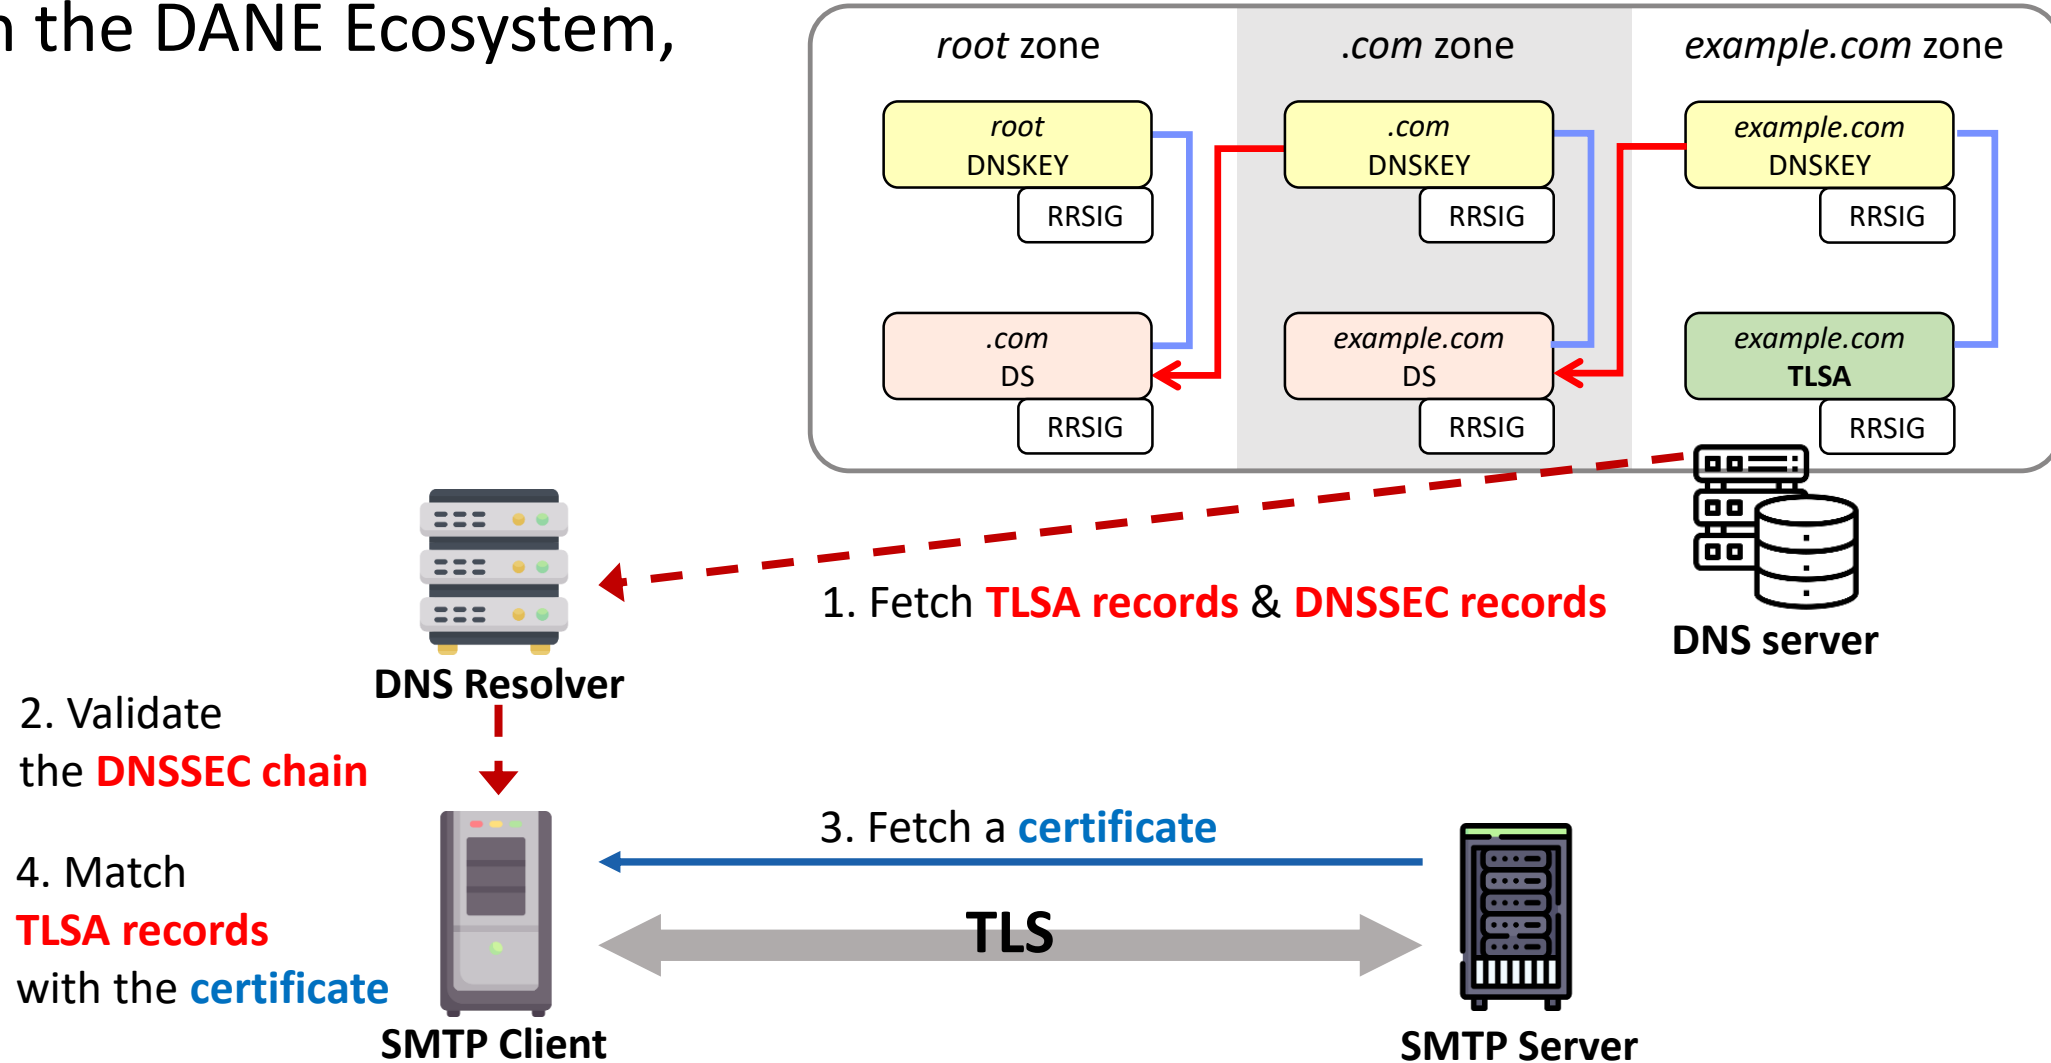 n the DANE Ecosystem,
root zone
.com zone
example.com zone
root
DNSKEY
RRSIG
.com
DNSKEY
RRSIG
example.com
DNSKEY
RRSIG
.com
DS
RRSIG
example.com
DS
RRSIG
example.com
TLSA
RRSIG
1. Fetch TLSA records & DNSSEC records
DNS server
DNS Resolver
2. Validate
the DNSSEC chain
3. Fetch a certificate
4. Match
TLSA records
with the certificate
TLS
SMTP Client
SMTP Server